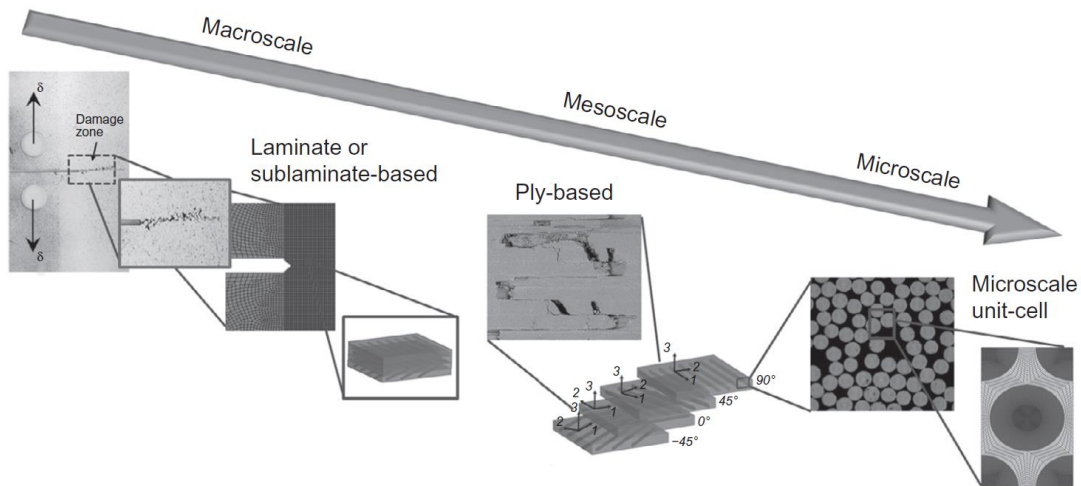 Macroscale
Mesoscale
Microscale
δ
Damage
zone
δ
Laminate or
sublaminate-based
Ply-based
Microscale
unit-cell
3
2
1
90°
3
2
1
45°
3
2
1
0°
3
2
1
−45°